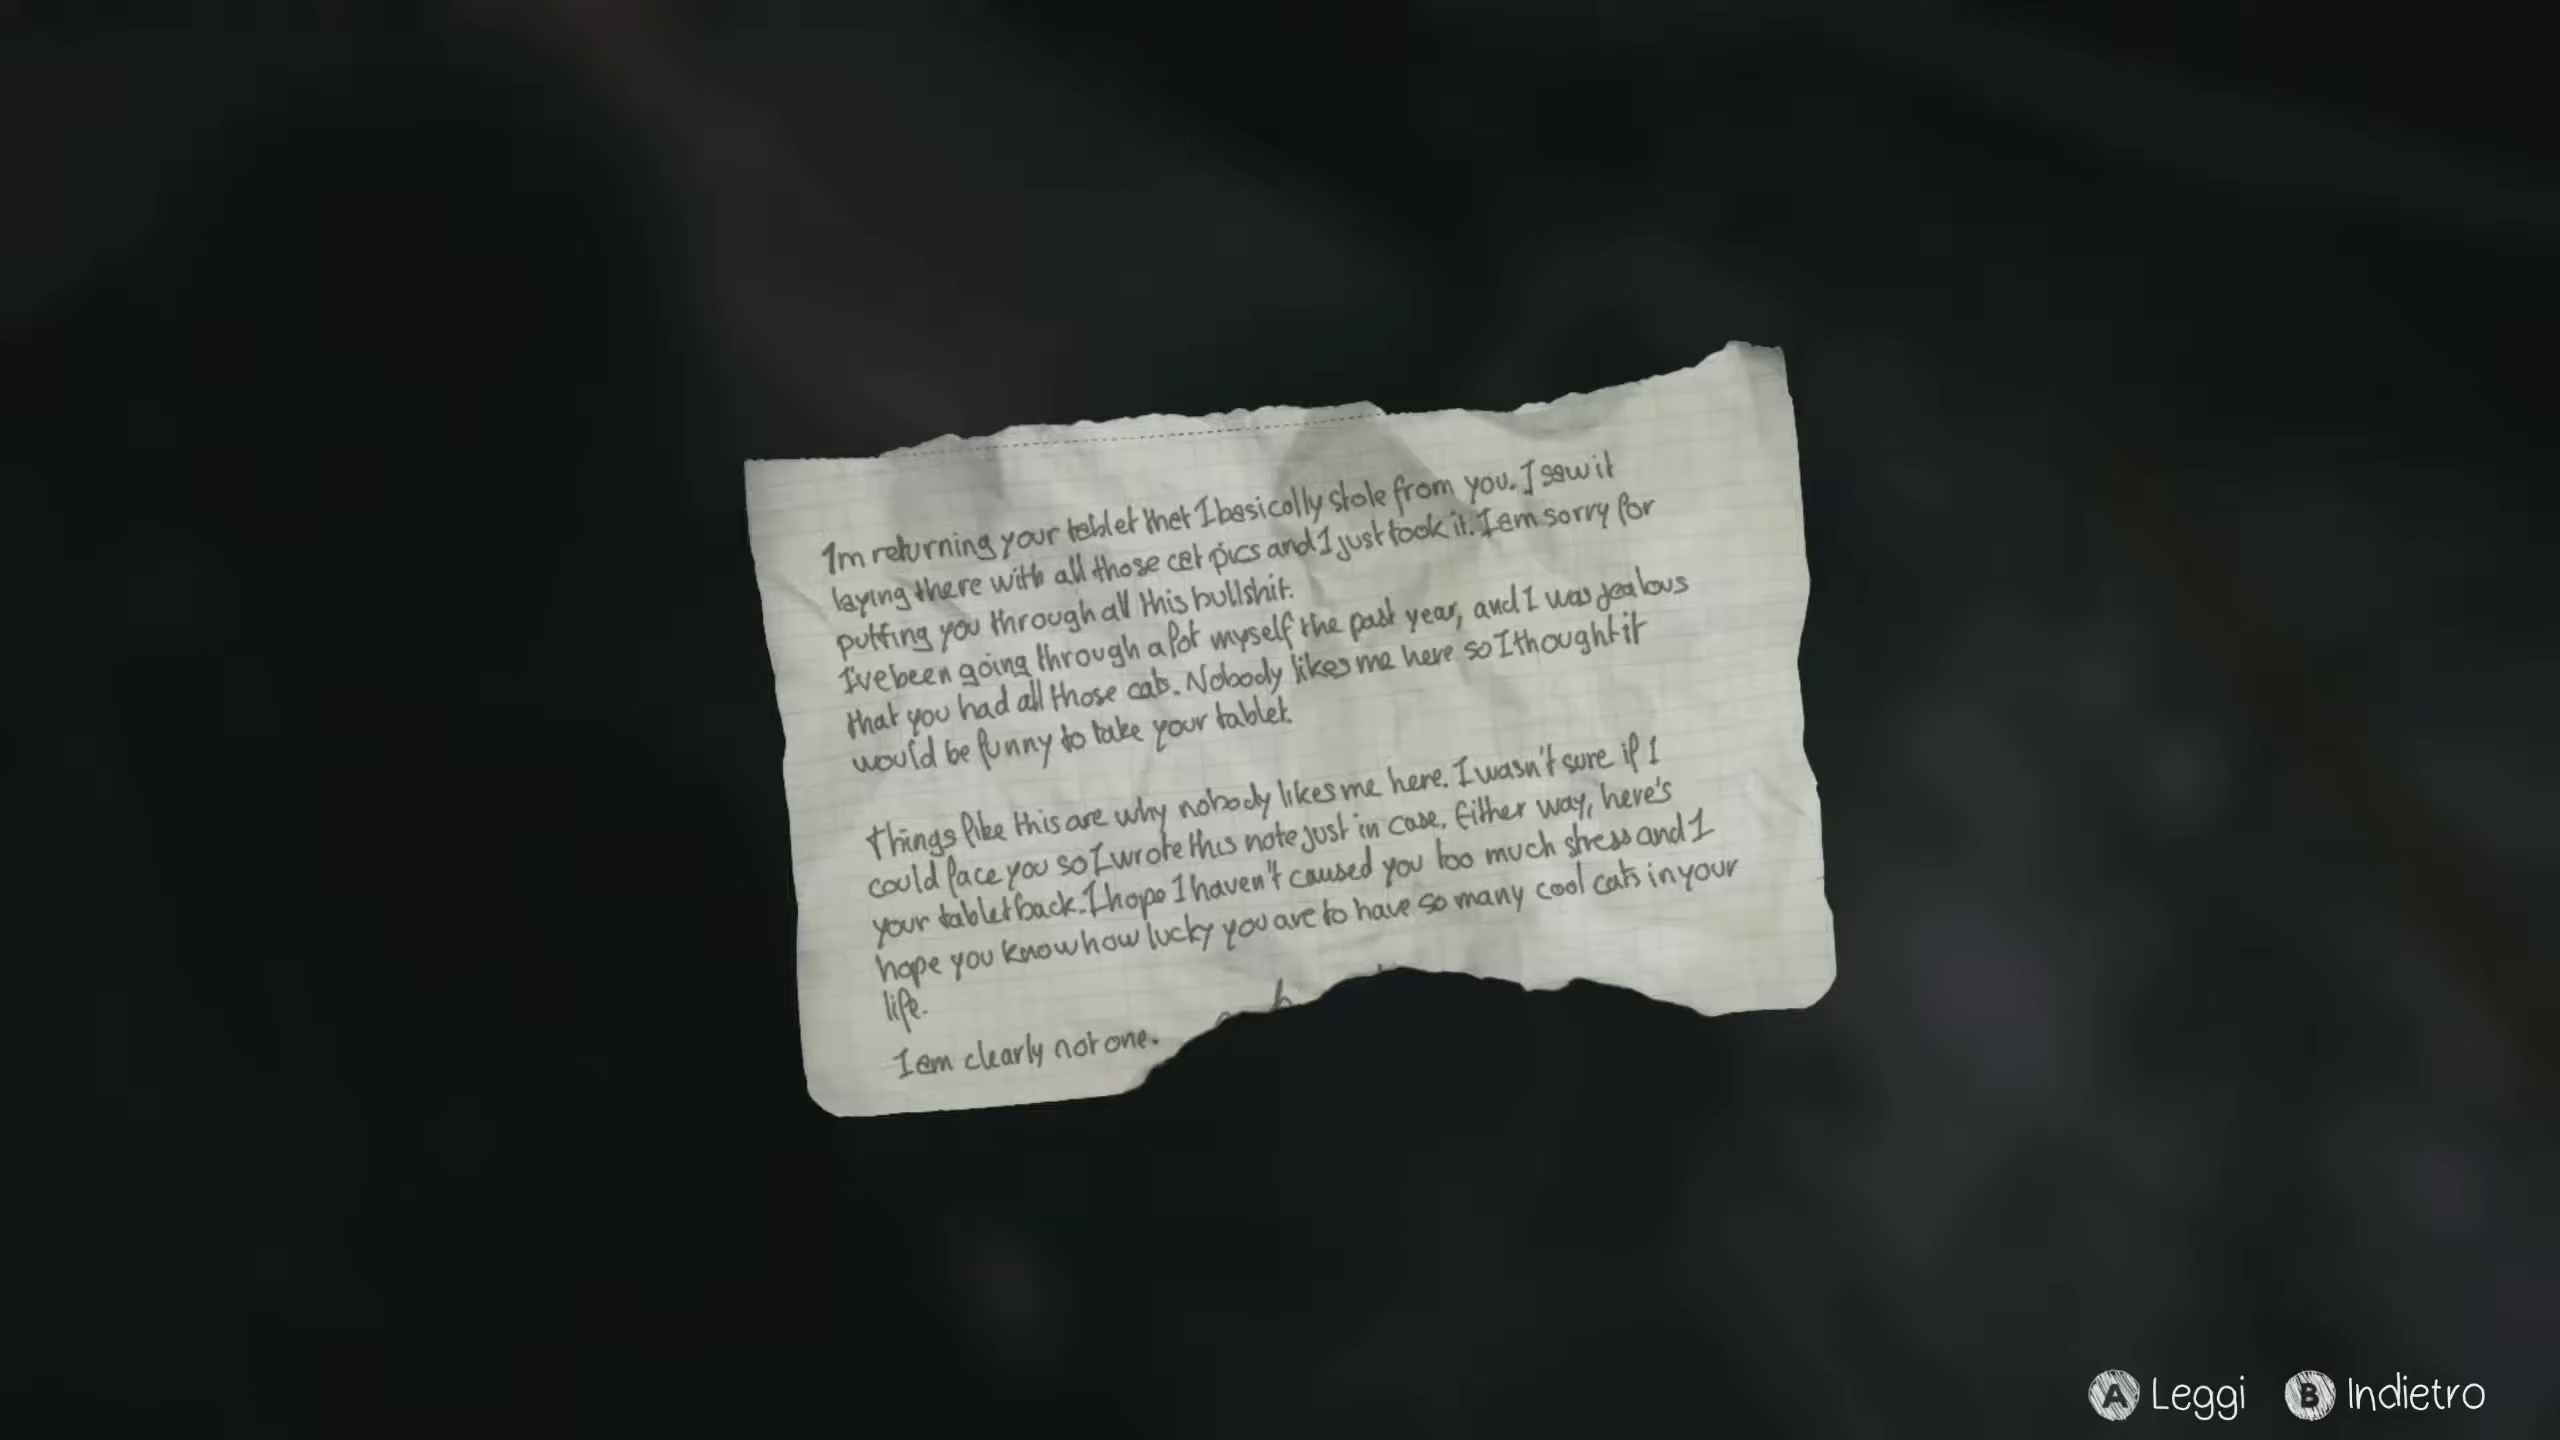 Im returning your tablet that I basically stole from you. I saw it
laying there with all those cat pics and I just took it. I am sorry for
putting you through all this bullshit.
I've been going through a lot myself the past year, and I was jealous
that you had all those cats. Nobody likes me here so I thought it
would be funny to take your tablet.
Things like this are why nobody likes me here. I wasn't sure if I
could face you so I wrote this note just in case. Either way, here's
your tablet back. I hope I haven't caused you too much stress and I
hope you know how lucky you are to have so many cool cats in your
life.
I am clearly not one.
A Leggi B Indietro